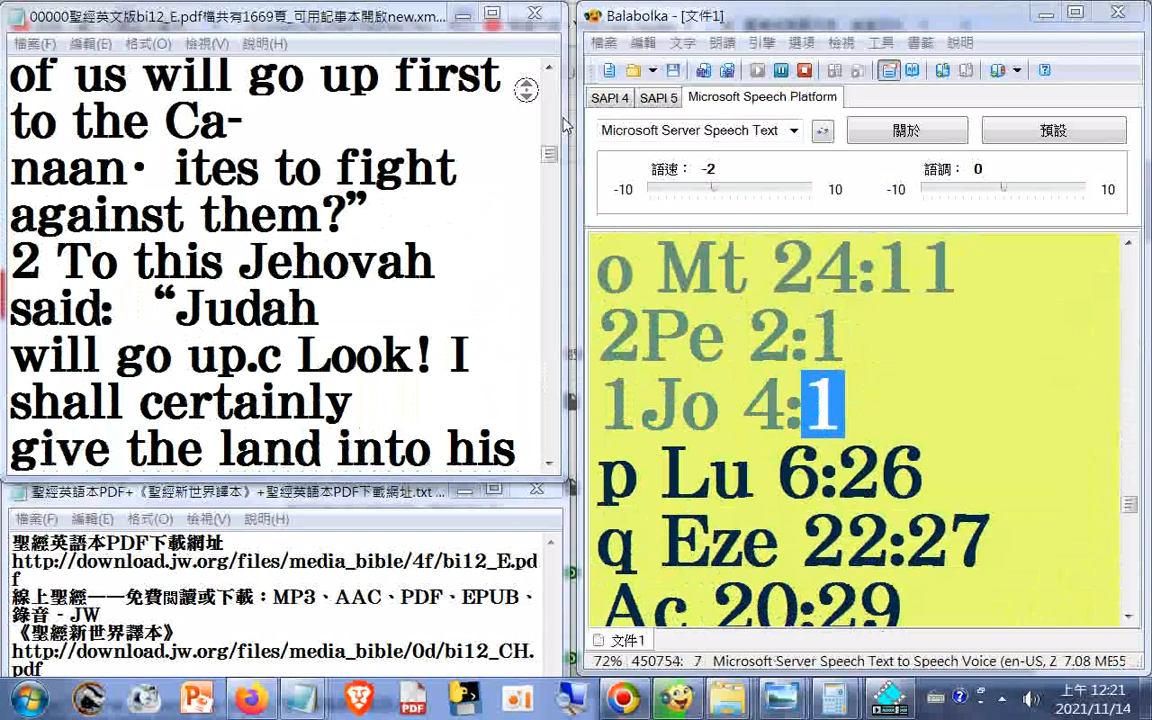 00000聖經英文版bi12_E.pdf檔共有1669頁_可用記事本開啟new.xm...
檔案(F) 編輯(E) 格式(O) 檢視(V) 說明(H)
of us will go up first
to the Ca-
naan· ites to fight
against them?”
2 To this Jehovah
said: “Judah
will go up.c Look! I
shall certainly
give the land into his
聖經英語本PDF+《聖經新世界譯本》+聖經英語本PDF下載網址.txt ...
檔案(F) 編輯(E) 格式(O) 檢視(V) 說明(H)
聖經英語本PDF下載網址
http://download.jw.org/files/media_bible/4f/bi12_E.pd
f
線上聖經——免費閱讀或下載：MP3、AAC、PDF、EPUB、
錄音 - JW
《聖經新世界譯本》
http://download.jw.org/files/media_bible/0d/bi12_CH.
pdf
Balabolka - [文件1]
檔案 編輯 文字 朗讀 引擎 選項 檢視 工具 書籤 說明
SAPI 4 SAPI 5 Microsoft Speech Platform
Microsoft Server Speech Text 關於 預設
語速： -2 語調： 0
-10 10 -10 10
o Mt 24:11
2Pe 2:1
1Jo 4:1
p Lu 6:26
q Eze 22:27
Ac 20:29
文件1
72% 450754: 7 Microsoft Server Speech Text to Speech Voice (en-US, Z 7.08 ME55
上午 12:21
2021/11/14